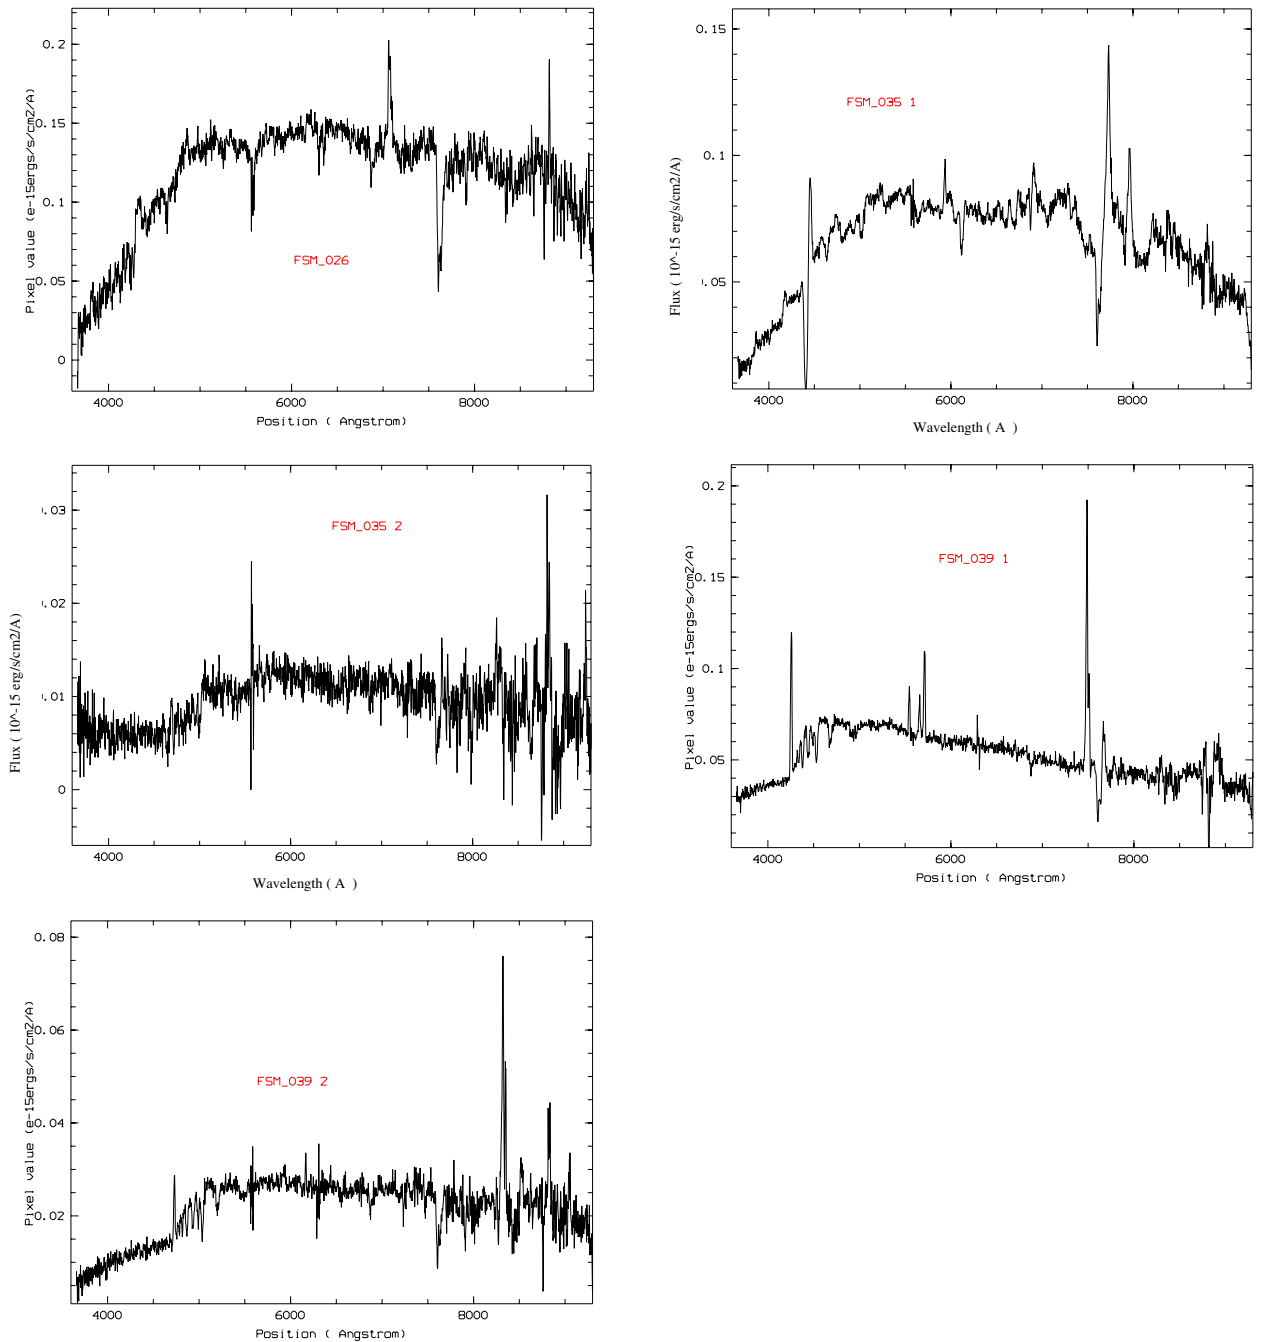 Pixel value (e-15ergs/s/cm2/A)
0.2
0.15
0.1
0.05
0
FSM_026
4000 6000 8000
Position ( Angstrom)
Flux ( 10^-15 erg/s/cm2/A)
0.15
0.1
.05
FSM_035 1
4000 6000 8000
Wavelength ( A )
Flux ( 10^-15 erg/s/cm2/A)
.03
.02
.01
0
FSM_035 2
4000 6000 8000
Wavelength ( A )
Pixel value (e-15ergs/s/cm2/A)
0.2
0.15
0.1
0.05
FSM_039 1
4000 6000 8000
Position ( Angstrom)
Pixel value (e-15ergs/s/cm2/A)
0.08
0.06
0.04
0.02
FSM_039 2
4000 6000 8000
Position ( Angstrom)